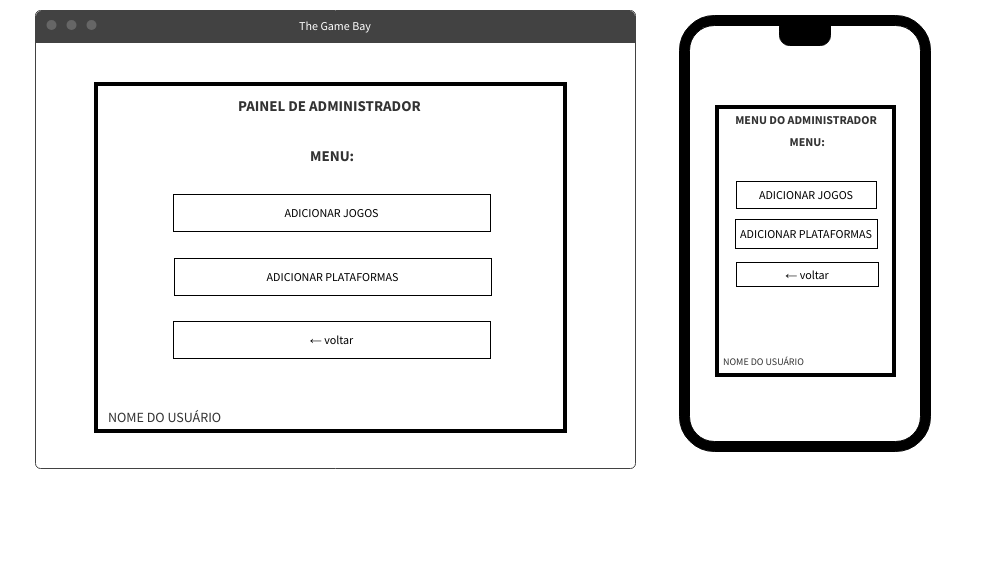 The Game Bay
PAINEL DE ADMINISTRADOR
MENU:
ADICIONAR JOGOS
ADICIONAR PLATAFORMAS
← voltar
NOME DO USUÁRIO
MENU DO ADMINISTRADOR
MENU:
ADICIONAR JOGOS
ADICIONAR PLATAFORMAS
← voltar
NOME DO USUÁRIO